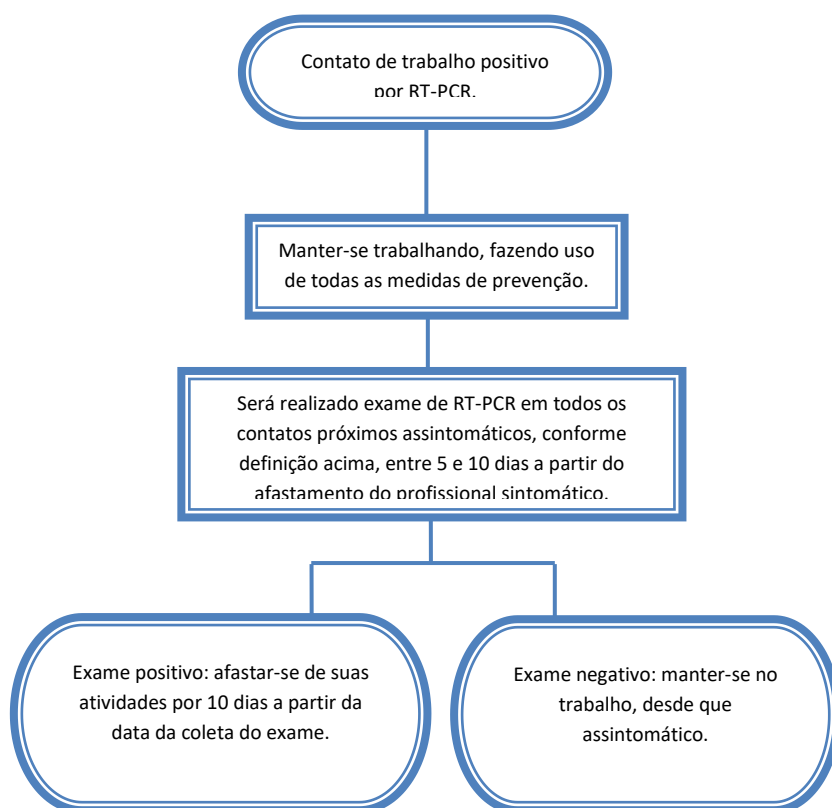 Contato de trabalho positivo
por RT-PCR.
Manter-se trabalhando, fazendo uso
de todas as medidas de prevenção.
Será realizado exame de RT-PCR em todos os
contatos próximos assintomáticos, conforme
definição acima, entre 5 e 10 dias a partir do
afastamento do profissional sintomático.
Exame positivo: afastar-se de suas
atividades por 10 dias a partir da
data da coleta do exame.
Exame negativo: manter-se no
trabalho, desde que
assintomático.